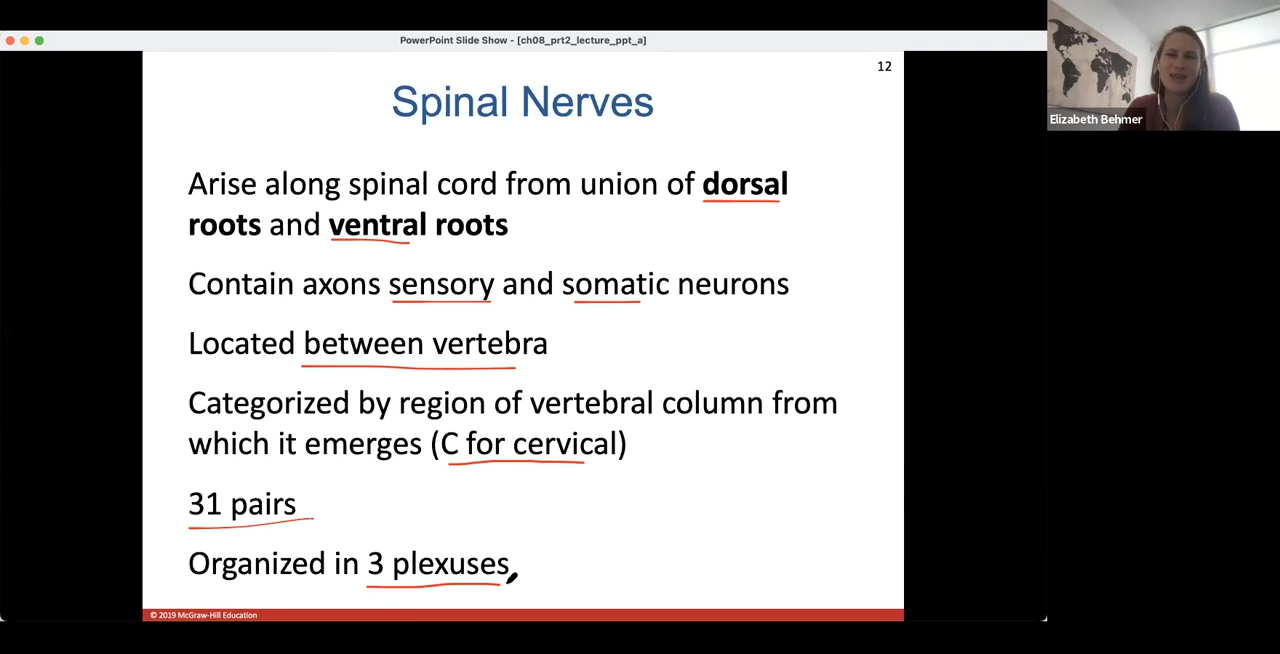 PowerPoint Slide Show - [ch08_prt2_lecture_ppt_a]
12
Spinal Nerves
Elizabeth Behmer
Arise along spinal cord from union of dorsal
roots and ventral roots
Contain axons sensory and somatic neurons
Located between vertebra
Categorized by region of vertebral column from
which it emerges (C for cervical)
31 pairs
Organized in 3 plexuses
© 2019 McGraw-Hill Education